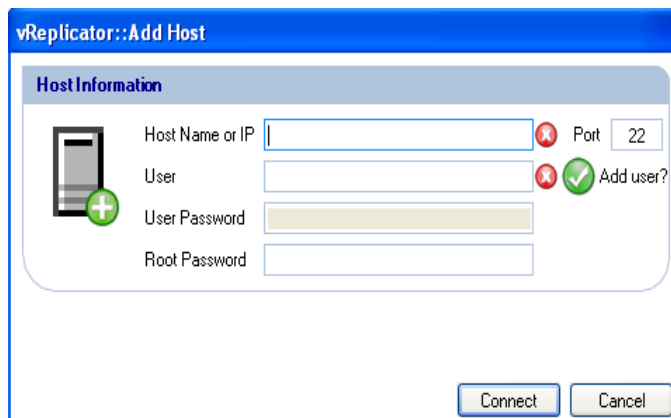 vReplicator::Add Host
Host Information
Host Name or IP Port 22
User Add user?
User Password
Root Password
Connect Cancel